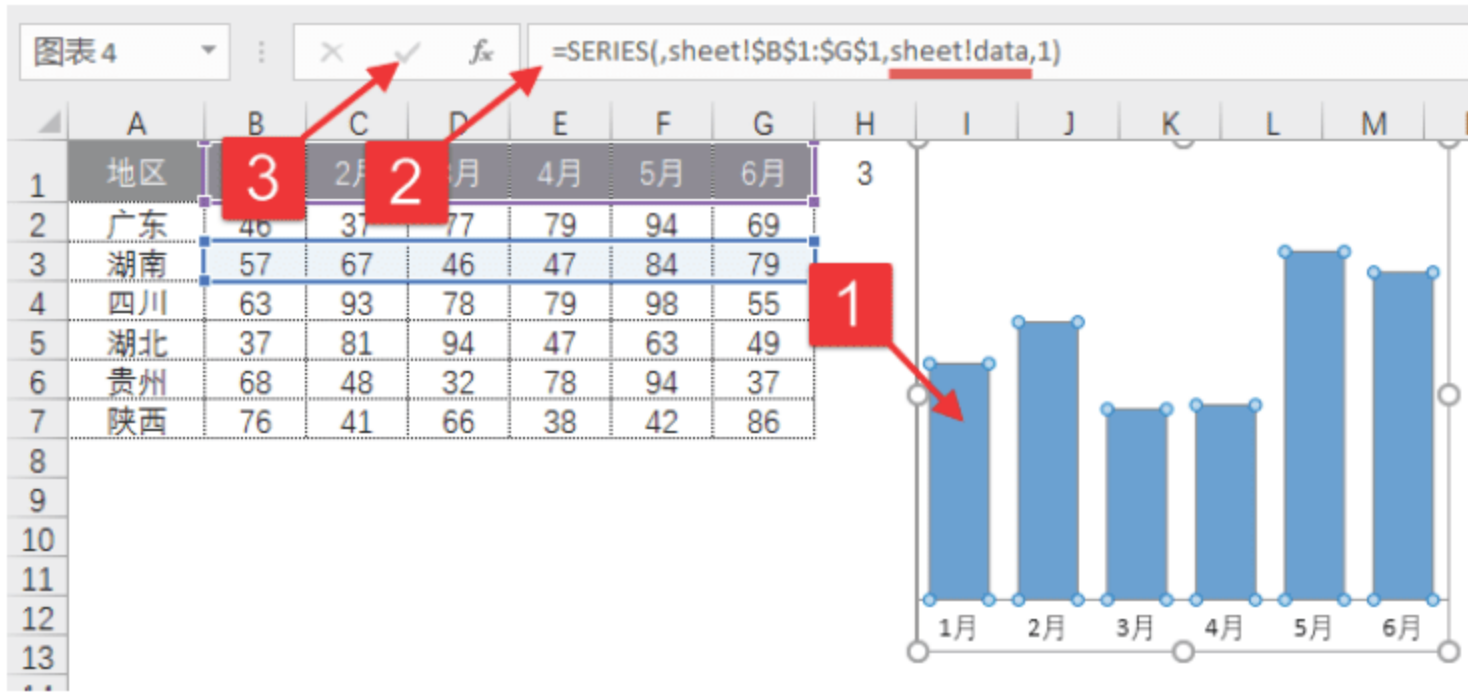 图表 4 fx =SERIES(,sheet!$B$1:$G$1,sheet!data,1)
A B C D E F G H I J K L M
1 地区 2月 3月 4月 5月 6月 3
2 广东 46 37 77 79 94 69
3 湖南 57 67 46 47 84 79
4 四川 63 93 78 79 98 55
5 湖北 37 81 94 47 63 49
6 贵州 68 48 32 78 94 37
7 陕西 76 41 66 38 42 86
8
9
10
11
12
13
3
2
1
1月 2月 3月 4月 5月 6月